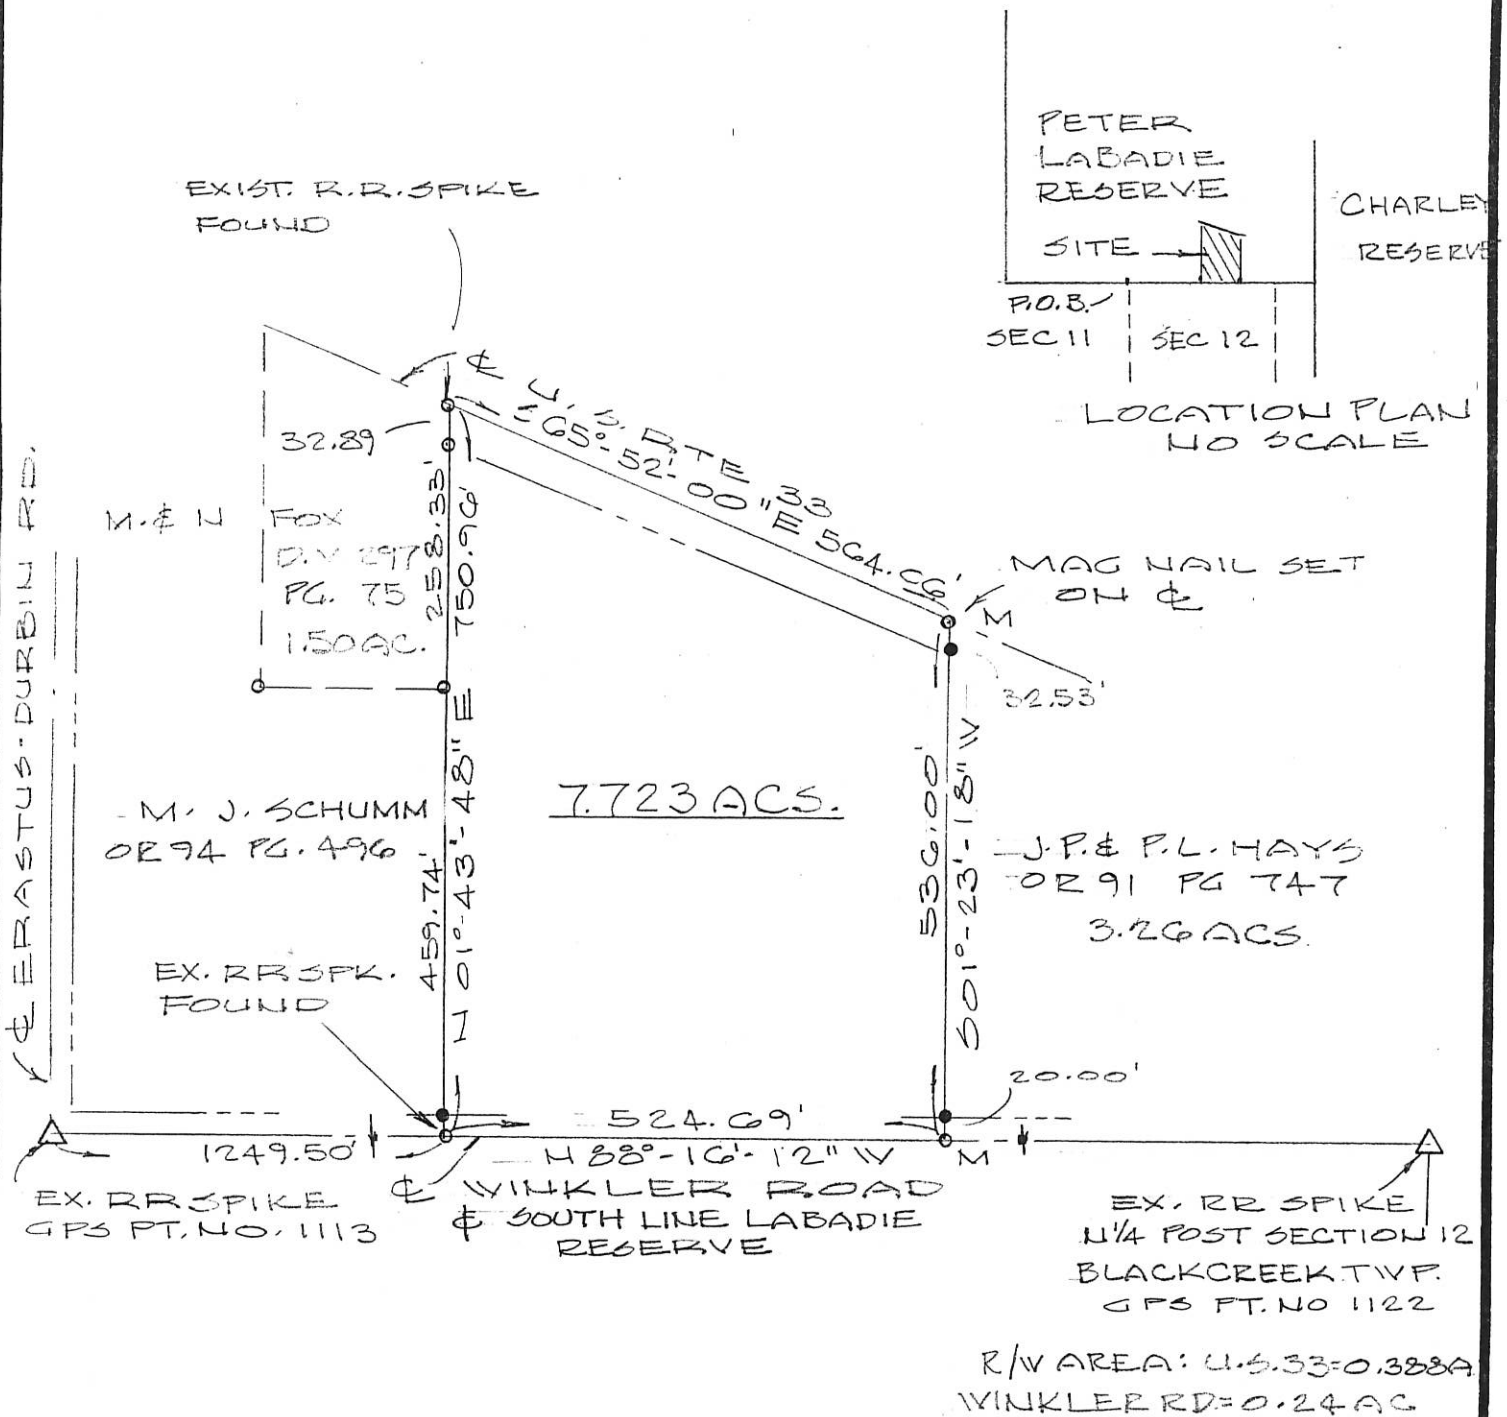 PETER
LABADIE
RESERVE
SITE
CHARLEY
RESERVE
P.O.B.
SEC 11
SEC 12
LOCATION PLAN
NO SCALE
EXIST. R.R. SPIKE
FOUND
℄ U.S. RTE 33
S 65°-52'-00"E 564.66'
32.89
258.33'
750.96'
M. & N FOX
D.V 297
PG. 75
1.50 AC.
MAG NAIL SET
ON ℄
M
32.53'
℄ ERASTUS-DURBIN RD.
N 01°-43'-48" E
459.74'
7.723 ACS.
536.00'
S01°-23'-18" W
M. J. SCHUMM
OR 94 PG. 496
J.P. & P.L. HAYS
OR 91 PG 747
3.26 ACS.
EX. RR SPK.
FOUND
20.00'
524.69'
1249.50'
N 88°-16'-12" W
M
EX. RR SPIKE
GPS PT. NO. 1113
℄ WINKLER ROAD
& SOUTH LINE LABADIE
RESERVE
EX. RR SPIKE
N 1/4 POST SECTION 12
BLACKCREEK TWP.
GPS PT. NO 1122
R/W AREA: U.S.33=0.388A
WINKLER RD=0.24 AC